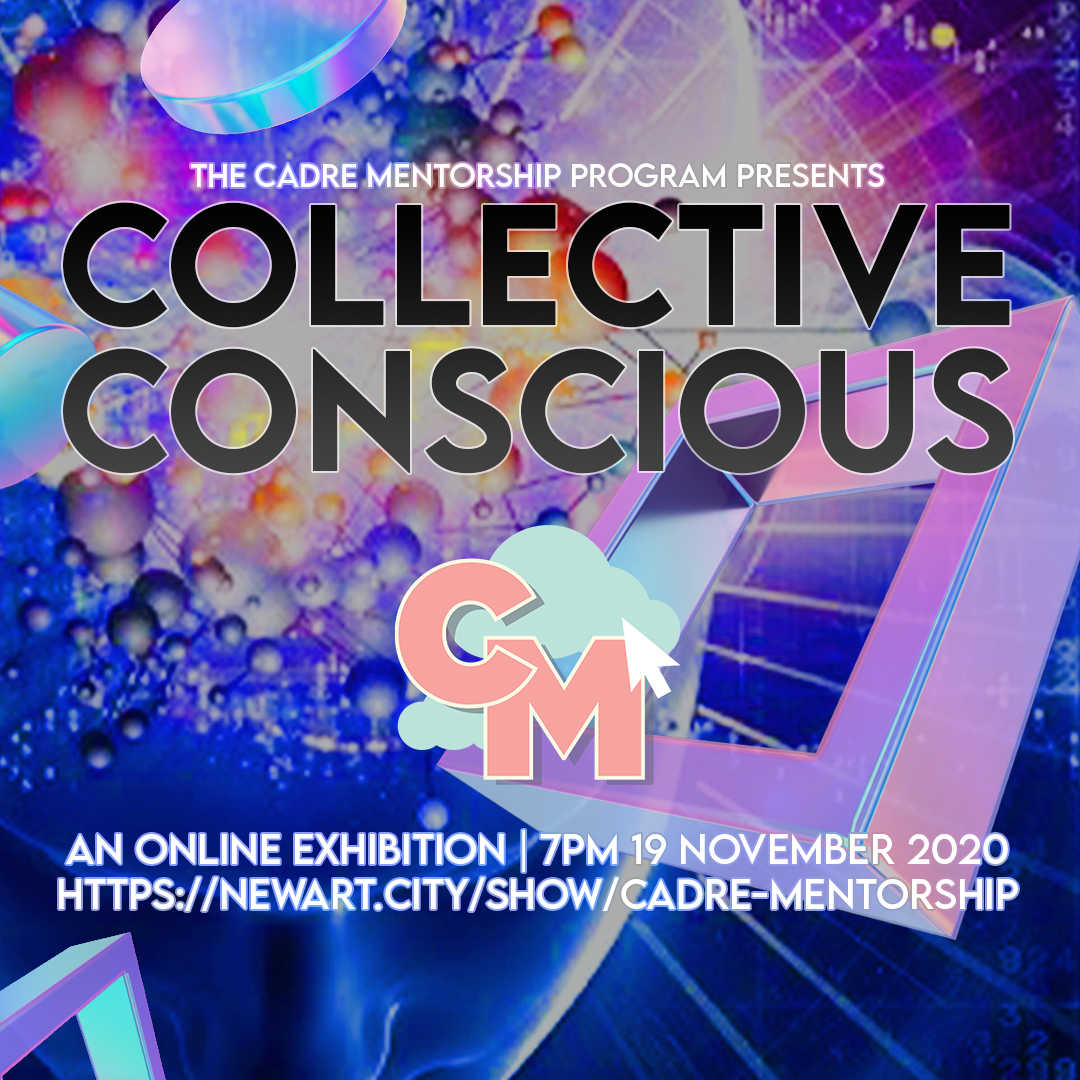 THE CADRE MENTORSHIP PROGRAM PRESENTS
COLLECTIVE
CONSCIOUS
CM
AN ONLINE EXHIBITION | 7PM 19 NOVEMBER 2020
HTTPS://NEWART.CITY/SHOW/CADRE-MENTORSHIP